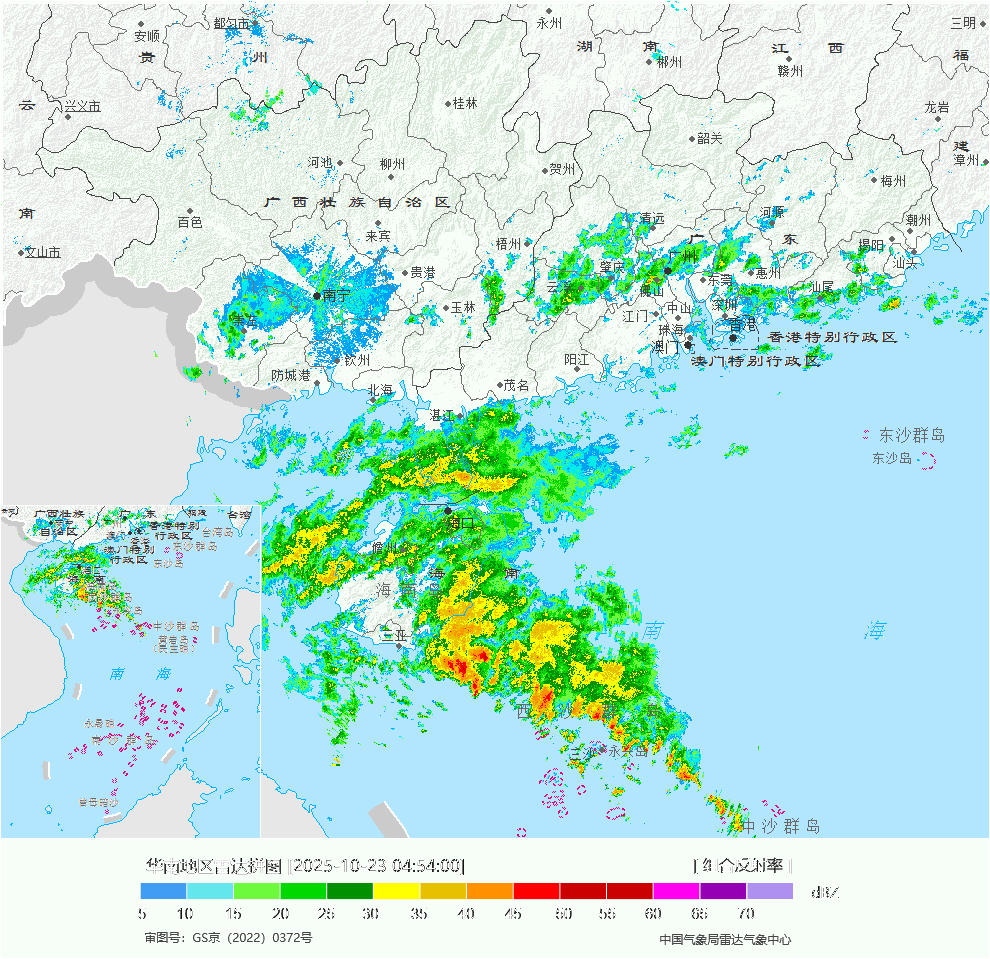 都匀市
永州
三明
安顺
贵 州
湖 南
江 西
福
郴州
赣州
云
兴义市
桂林
龙岩
韶关
建
漳州
河池
柳州
贺州
梅州
广西壮族自治区
南
百色
河源
潮州
清远
来宾
广 东
揭阳
文山市
梧州
广州
汕头
贵港
肇庆
惠州
东莞
云浮
佛山
汕尾
南宁
崇左
玉林
中山
深圳
江门
珠海
香港
香港特别行政区
澳门
澳门特别行政区
钦州
阳江
防城港
北海
茂名
湛江
东沙群岛
东沙岛
海口
儋州
海 南
海南岛
三亚
南 海
西沙群岛
三沙
永兴岛
中沙群岛
广西壮族
自治区
广 东
台湾
香港特别
行政区
台湾岛
澳门特别
行政区
东沙群岛
东沙岛
中沙群岛
黄岩岛
(民主礁)
南 海
永暑礁
南沙群岛
曾母暗沙
华南地区雷达拼图 [2025-10-23 04:54:00]
[组合反射率]
dBZ
5 10 15 20 25 30 35 40 45 50 55 60 65 70
审图号：GS京（2022）0372号
中国气象局雷达气象中心